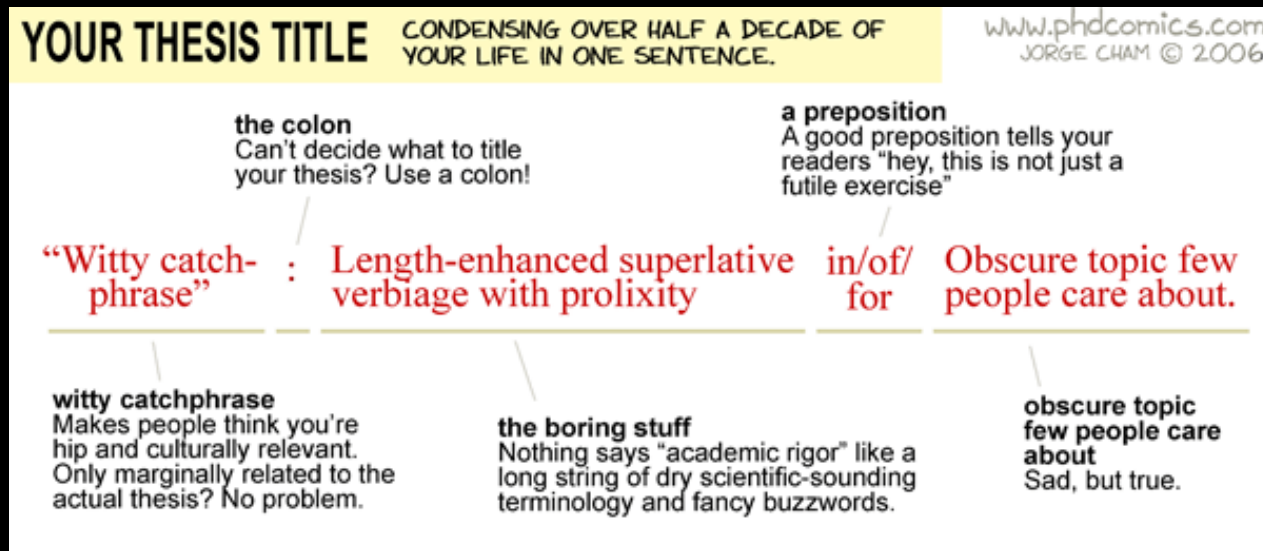 YOUR THESIS TITLE
CONDENSING OVER HALF A DECADE OF
YOUR LIFE IN ONE SENTENCE.
www.phdcomics.com
JORGE CHAM © 2006
the colon
Can't decide what to title
your thesis? Use a colon!
a preposition
A good preposition tells your
readers “hey, this is not just a
futile exercise”
“Witty catch-
phrase”
:
Length-enhanced superlative
verbiage with prolixity
in/of/
for
Obscure topic few
people care about.
witty catchphrase
Makes people think you're
hip and culturally relevant.
Only marginally related to the
actual thesis? No problem.
the boring stuff
Nothing says “academic rigor” like a
long string of dry scientific-sounding
terminology and fancy buzzwords.
obscure topic
few people care
about
Sad, but true.